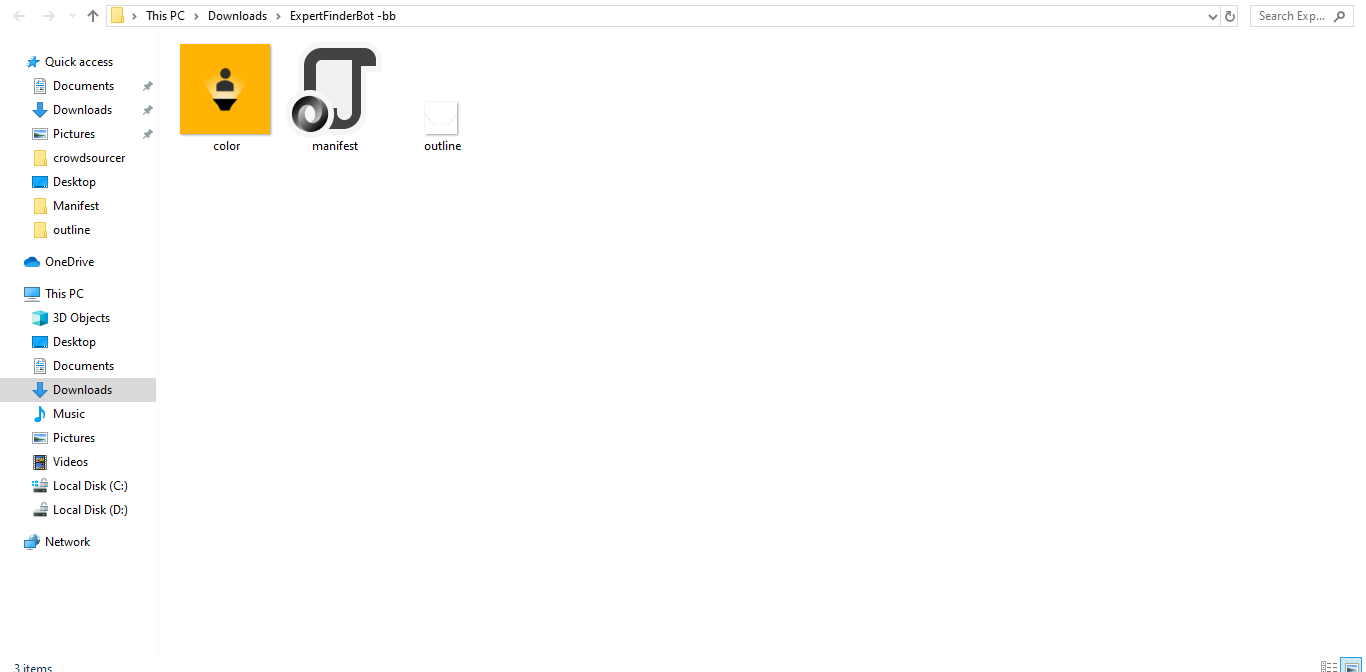 This PC Downloads ExpertFinderBot -bb
Search Exp...
Quick access
Documents
Downloads
Pictures
crowdsourcer
Desktop
Manifest
outline
OneDrive
This PC
3D Objects
Desktop
Documents
Downloads
Music
Pictures
Videos
Local Disk (C:)
Local Disk (D:)
Network
color manifest outline
3 items